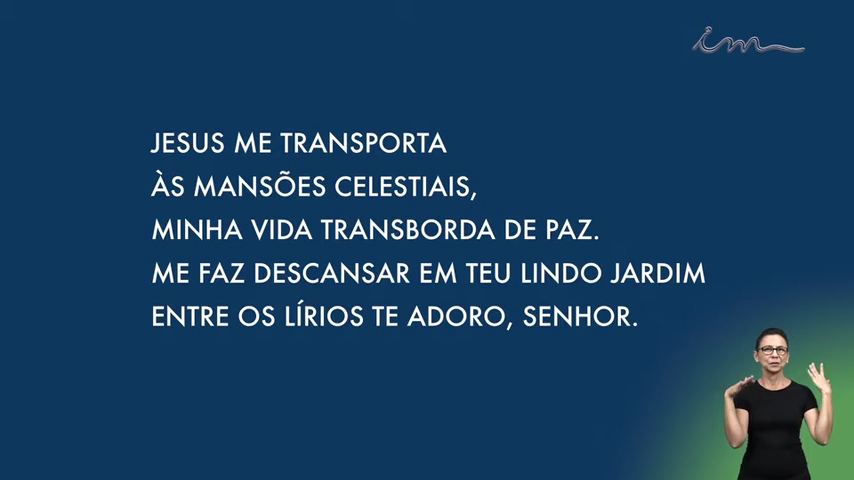 im
JESUS ME TRANSPORTA
ÀS MANSÕES CELESTIAIS,
MINHA VIDA TRANSBORDA DE PAZ.
ME FAZ DESCANSAR EM TEU LINDO JARDIM
ENTRE OS LÍRIOS TE ADORO, SENHOR.